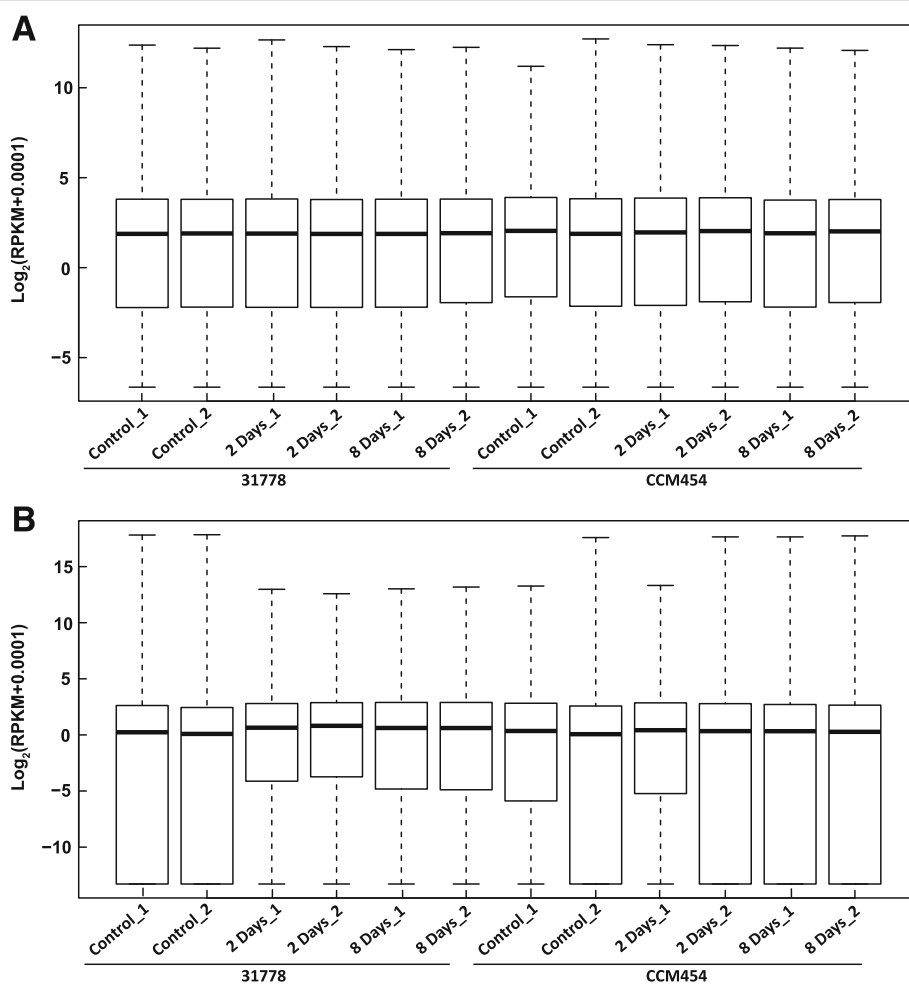 A
Log2(RPKM+0.0001)
10
5
0
−5
Control_1 Control_2 2 Days_1 2 Days_2 8 Days_1 8 Days_2 Control_1 Control_2 2 Days_1 2 Days_2 8 Days_1 8 Days_2
31778 CCM454
B
Log2(RPKM+0.0001)
15
10
5
0
−5
−10
Control_1 Control_2 2 Days_1 2 Days_2 8 Days_1 8 Days_2 Control_1 Control_2 2 Days_1 2 Days_2 8 Days_1 8 Days_2
31778 CCM454